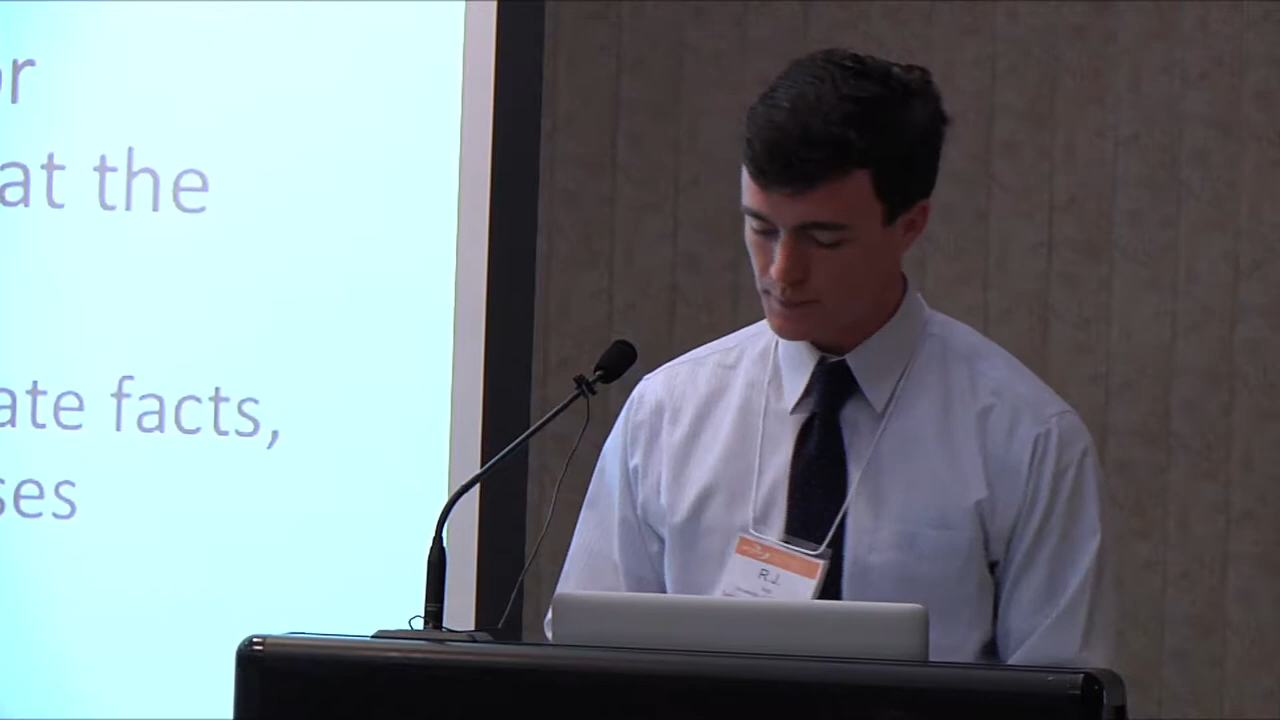 or
at the
ate facts,
ses
R.J.